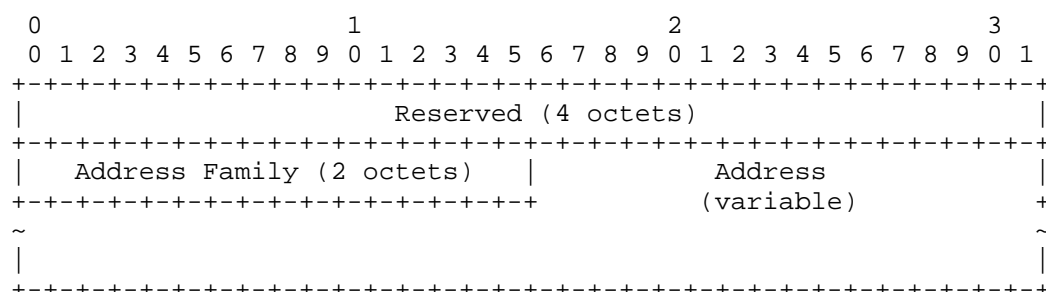 0                   1                   2                   3
 0 1 2 3 4 5 6 7 8 9 0 1 2 3 4 5 6 7 8 9 0 1 2 3 4 5 6 7 8 9 0 1
+-+-+-+-+-+-+-+-+-+-+-+-+-+-+-+-+-+-+-+-+-+-+-+-+-+-+-+-+-+-+-+-+
|                       Reserved (4 octets)                     |
+-+-+-+-+-+-+-+-+-+-+-+-+-+-+-+-+-+-+-+-+-+-+-+-+-+-+-+-+-+-+-+-+
|   Address Family (2 octets)   |           Address             |
+-+-+-+-+-+-+-+-+-+-+-+-+-+-+-+-+          (variable)           +
~                                                               ~
|                                                               |
+-+-+-+-+-+-+-+-+-+-+-+-+-+-+-+-+-+-+-+-+-+-+-+-+-+-+-+-+-+-+-+-+